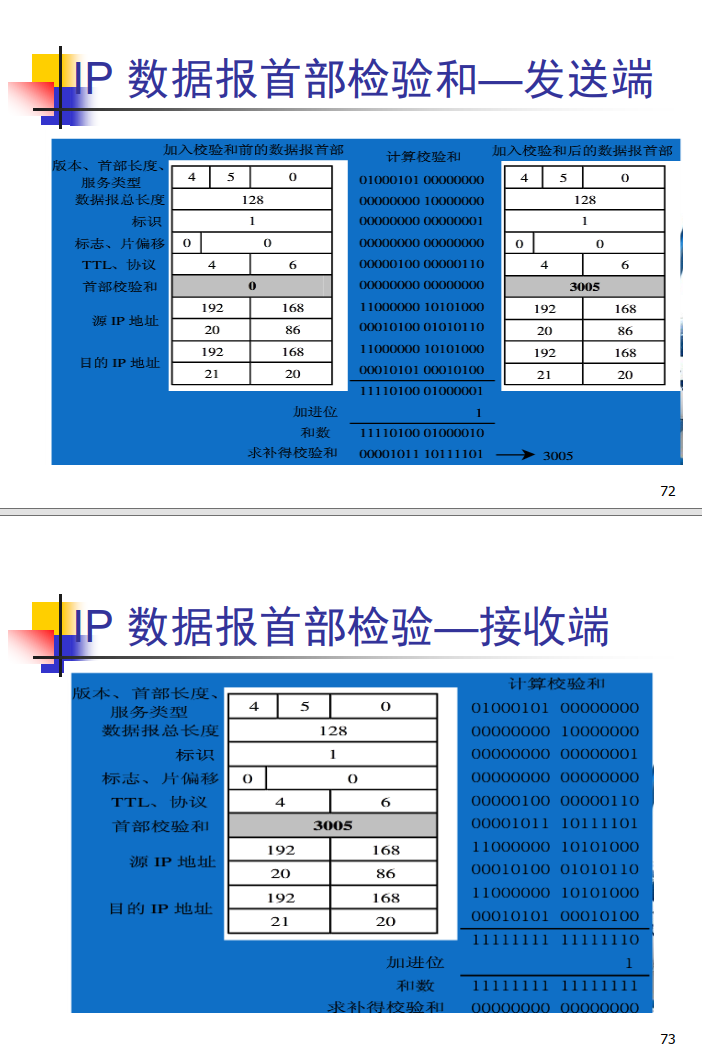 IP 数据报首部检验和—发送端
加入校验和前的数据报首部 计算校验和 加入校验和后的数据报首部
版本、首部长度、
服务类型 4 5 0 01000101 00000000 4 5 0
数据报总长度 128 00000000 10000000 128
标识 1 00000000 00000001 1
标志、片偏移 0 0 00000000 00000000 0 0
TTL、协议 4 6 00000100 00000110 4 6
首部校验和 0 00000000 00000000 3005
源 IP 地址 192 168 11000000 10101000 192 168
20 86 00010100 01010110 20 86
目的 IP 地址 192 168 11000000 10101000 192 168
21 20 00010101 00010100 21 20
11110100 01000001
加进位 1
和数 11110100 01000010
求补得校验和 00001011 10111101 3005
72
IP 数据报首部检验—接收端
计算校验和
版本、首部长度、
服务类型 4 5 0 01000101 00000000
数据报总长度 128 00000000 10000000
标识 1 00000000 00000001
标志、片偏移 0 0 00000000 00000000
TTL、协议 4 6 00000100 00000110
首部校验和 3005 00001011 10111101
源 IP 地址 192 168 11000000 10101000
20 86 00010100 01010110
目的 IP 地址 192 168 11000000 10101000
21 20 00010101 00010100
11111111 11111110
加进位 1
和数 11111111 11111111
求补得校验和 00000000 00000000
73